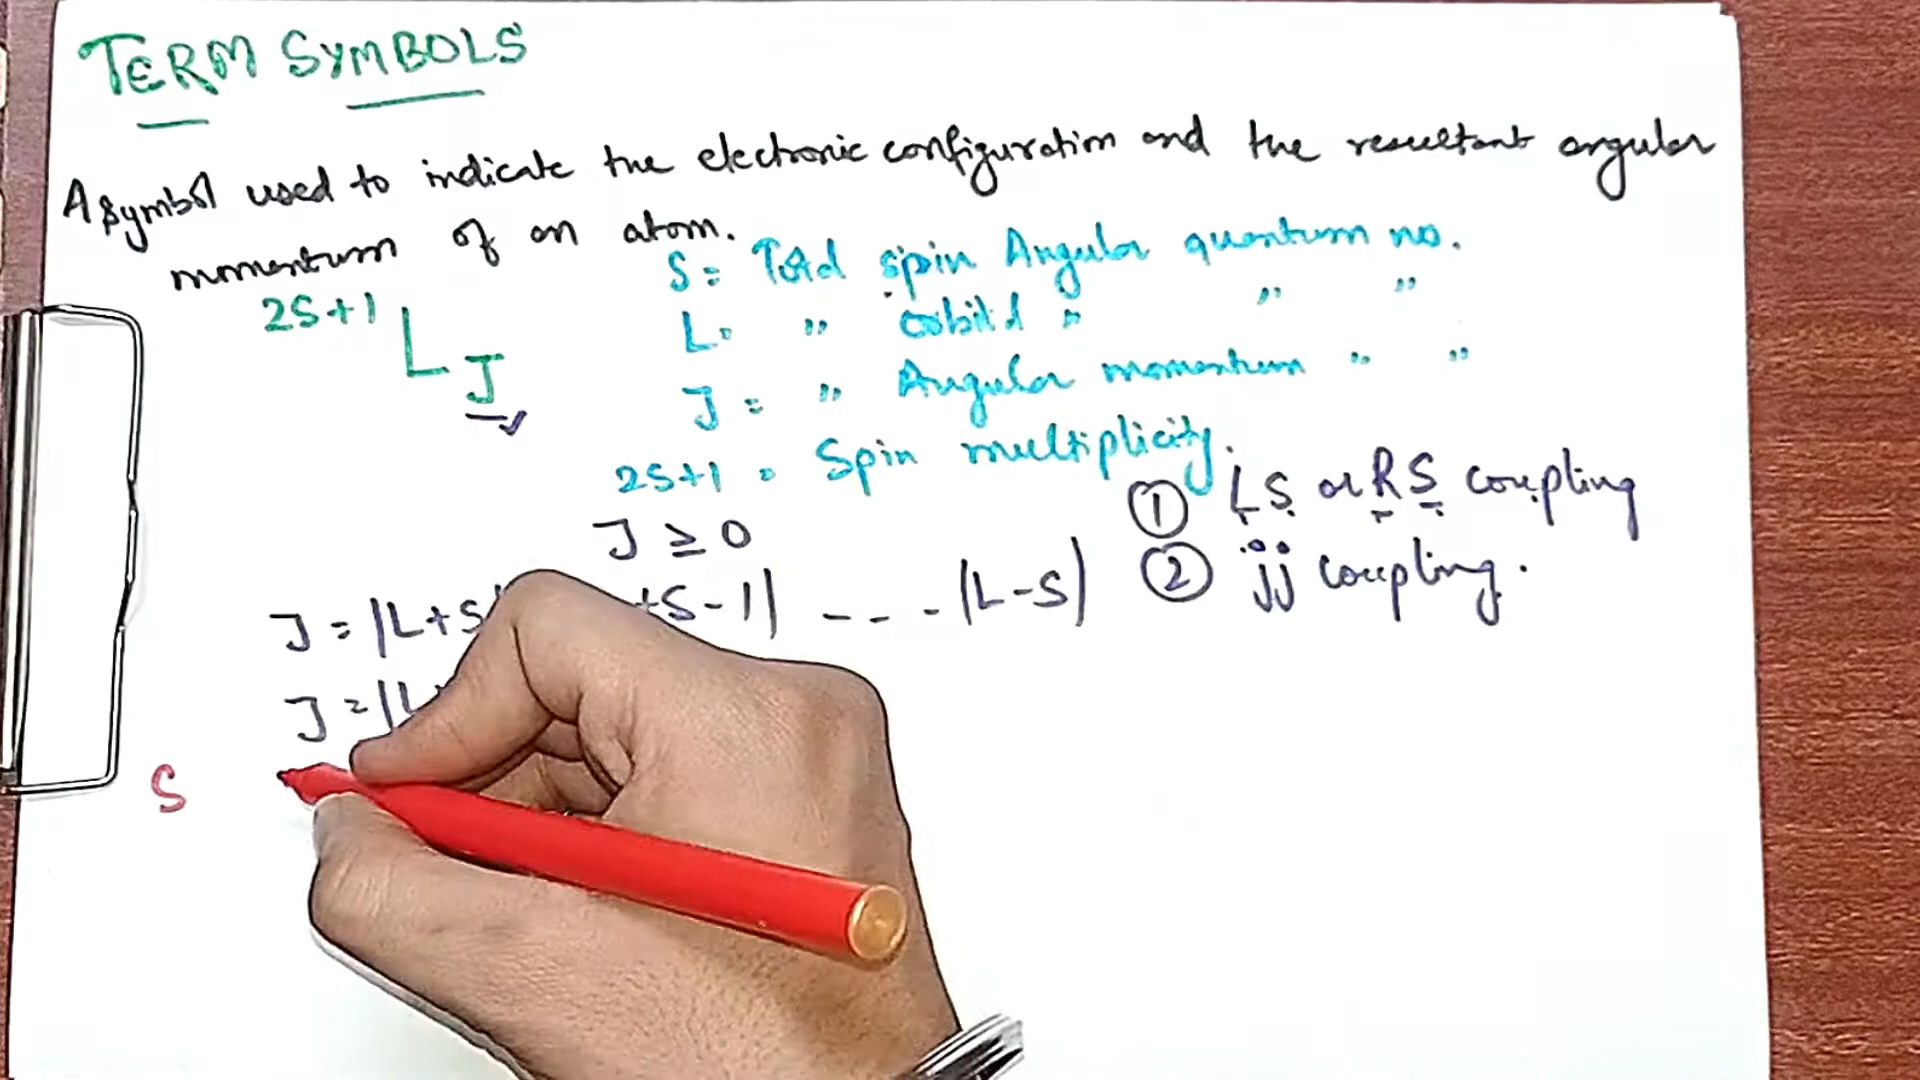 TERM SYMBOLS
A symbol used to indicate the electronic configuration and the resultant angular
momentum of an atom.
2S+1 L J
S = Total spin Angular quantum no.
L = " orbital " " "
J = " Angular momentum " "
2S+1 = Spin multiplicity.
① LS or RS coupling
② jj coupling.
J ≥ 0
J = |L+S +S-1| - - - |L-S|
J = |L
S